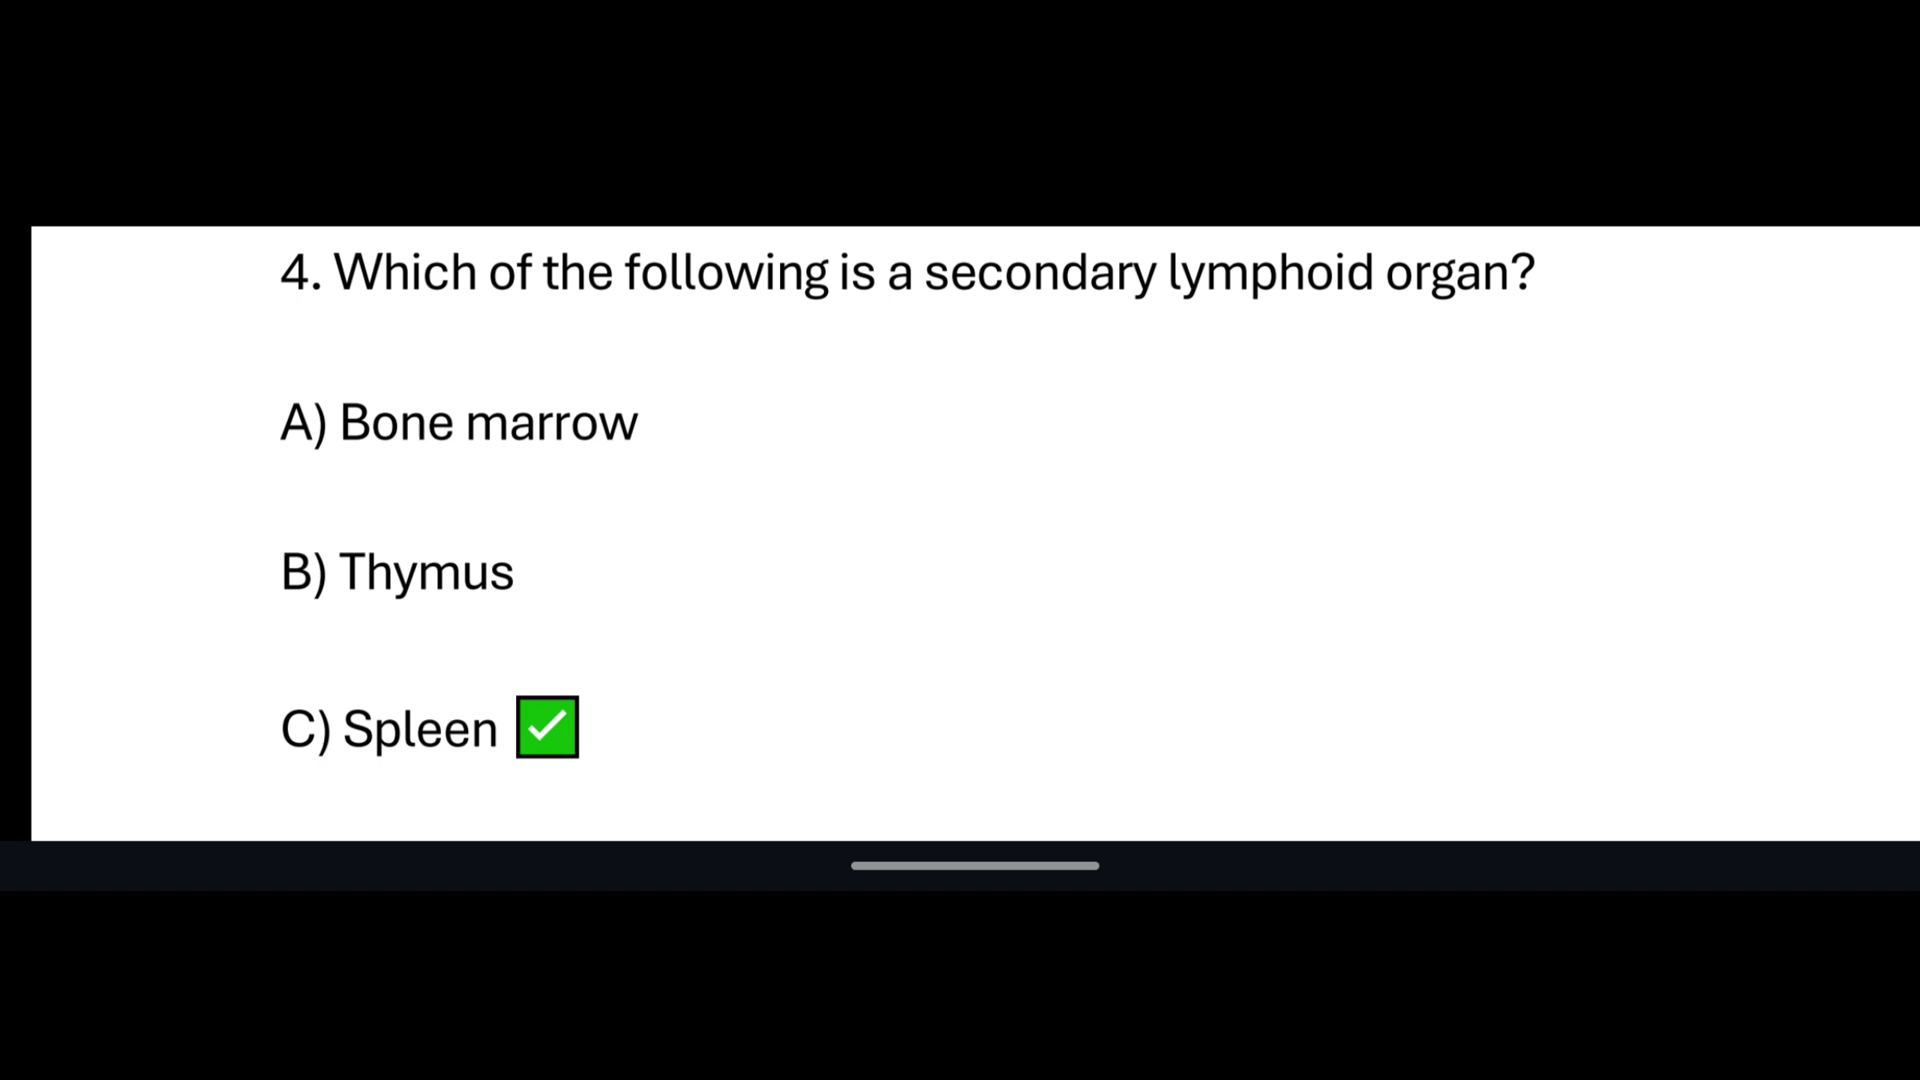 4. Which of the following is a secondary lymphoid organ?
A) Bone marrow
B) Thymus
C) Spleen ✅